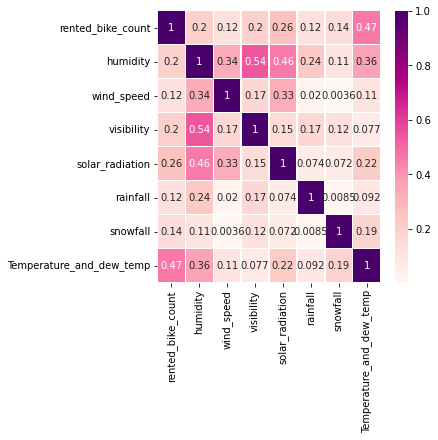 rented_bike_count 1 0.2 0.12 0.2 0.26 0.12 0.14 0.47
humidity 0.2 1 0.34 0.54 0.46 0.24 0.11 0.36
wind_speed 0.12 0.34 1 0.17 0.33 0.02 0.0036 0.11
visibility 0.2 0.54 0.17 1 0.15 0.17 0.12 0.077
solar_radiation 0.26 0.46 0.33 0.15 1 0.074 0.072 0.22
rainfall 0.12 0.24 0.02 0.17 0.074 1 0.0085 0.092
snowfall 0.14 0.11 0.0036 0.12 0.072 0.0085 1 0.19
Temperature_and_dew_temp 0.47 0.36 0.11 0.077 0.22 0.092 0.19 1
rented_bike_count
humidity
wind_speed
visibility
solar_radiation
rainfall
snowfall
Temperature_and_dew_temp
1.0
0.8
0.6
0.4
0.2